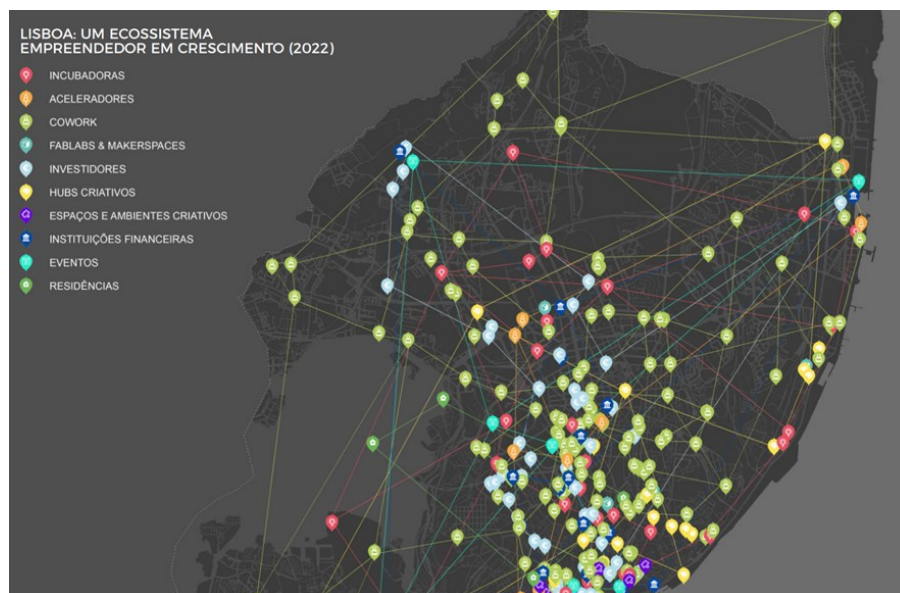 LISBOA: UM ECOSSISTEMA
EMPREENDEDOR EM CRESCIMENTO (2022)
INCUBADORAS
ACELERADORES
COWORK
FABLABS & MAKERSPACES
INVESTIDORES
HUBS CRIATIVOS
ESPAÇOS E AMBIENTES CRIATIVOS
INSTITUIÇÕES FINANCEIRAS
EVENTOS
RESIDÊNCIAS